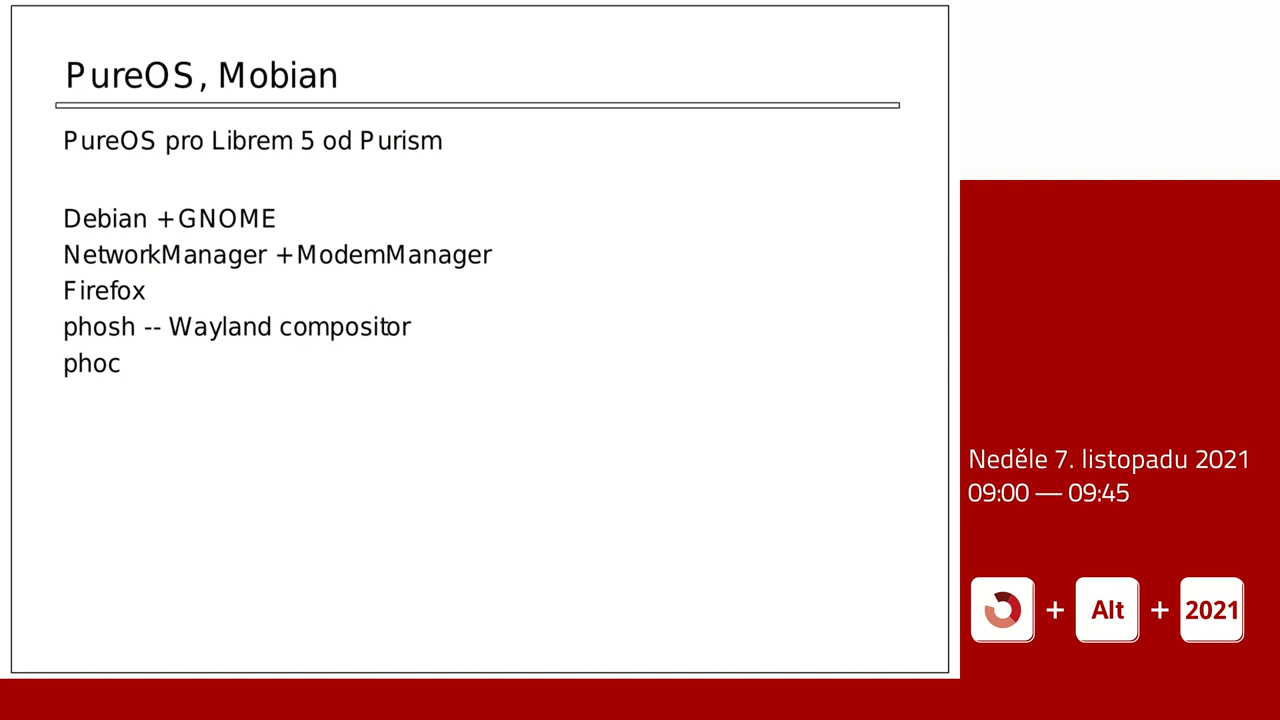 PureOS, Mobian
PureOS pro Librem 5 od Purism
Debian + GNOME
NetworkManager + ModemManager
Firefox
phosh -- Wayland compositor
phoc
Neděle 7. listopadu 2021
09:00 — 09:45
+ Alt + 2021